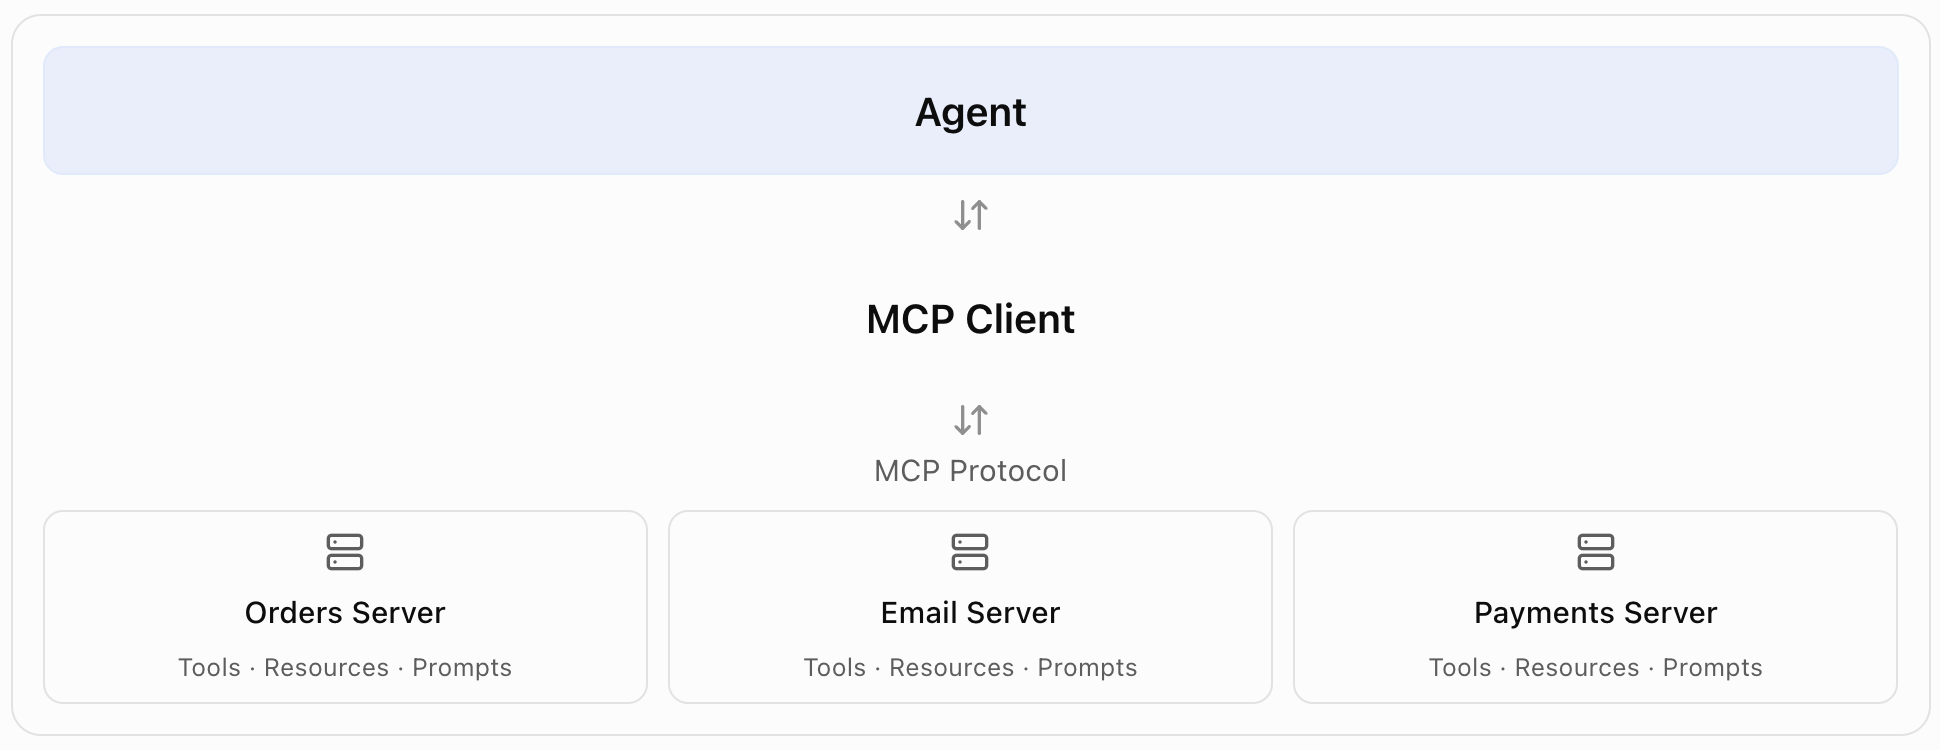 Agent
MCP Client
MCP Protocol
Orders Server
Tools · Resources · Prompts
Email Server
Tools · Resources · Prompts
Payments Server
Tools · Resources · Prompts